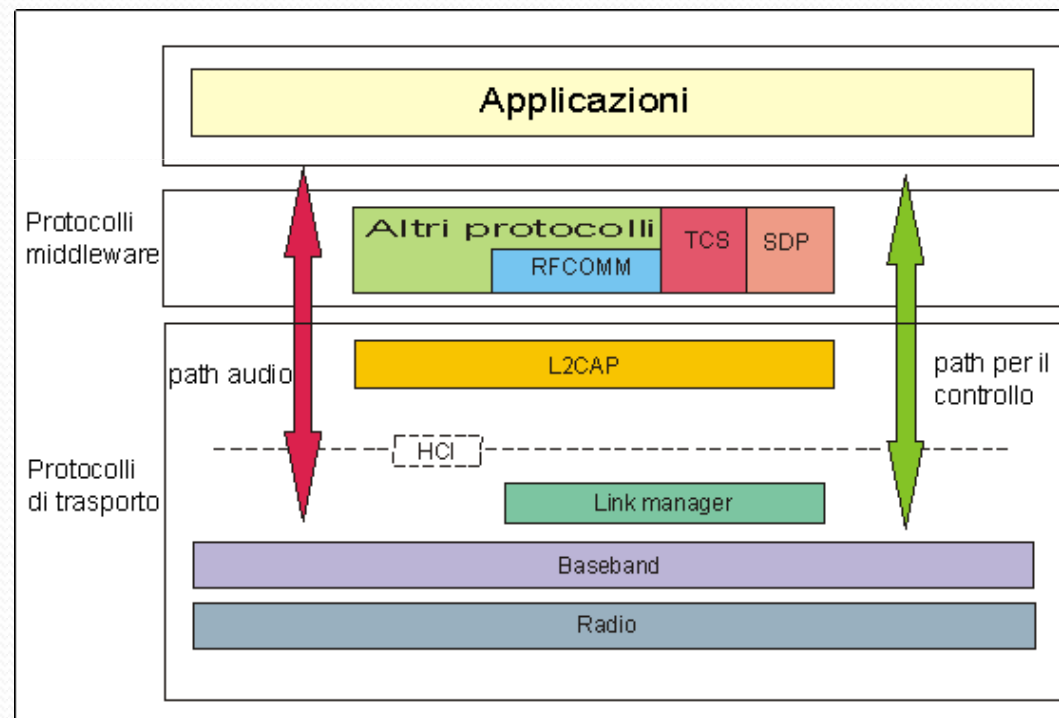 Applicazioni
Protocolli
middleware
Altri protocolli
RFCOMM
TCS
SDP
path audio
L2CAP
path per il
controllo
HCI
Protocolli
di trasporto
Link manager
Baseband
Radio